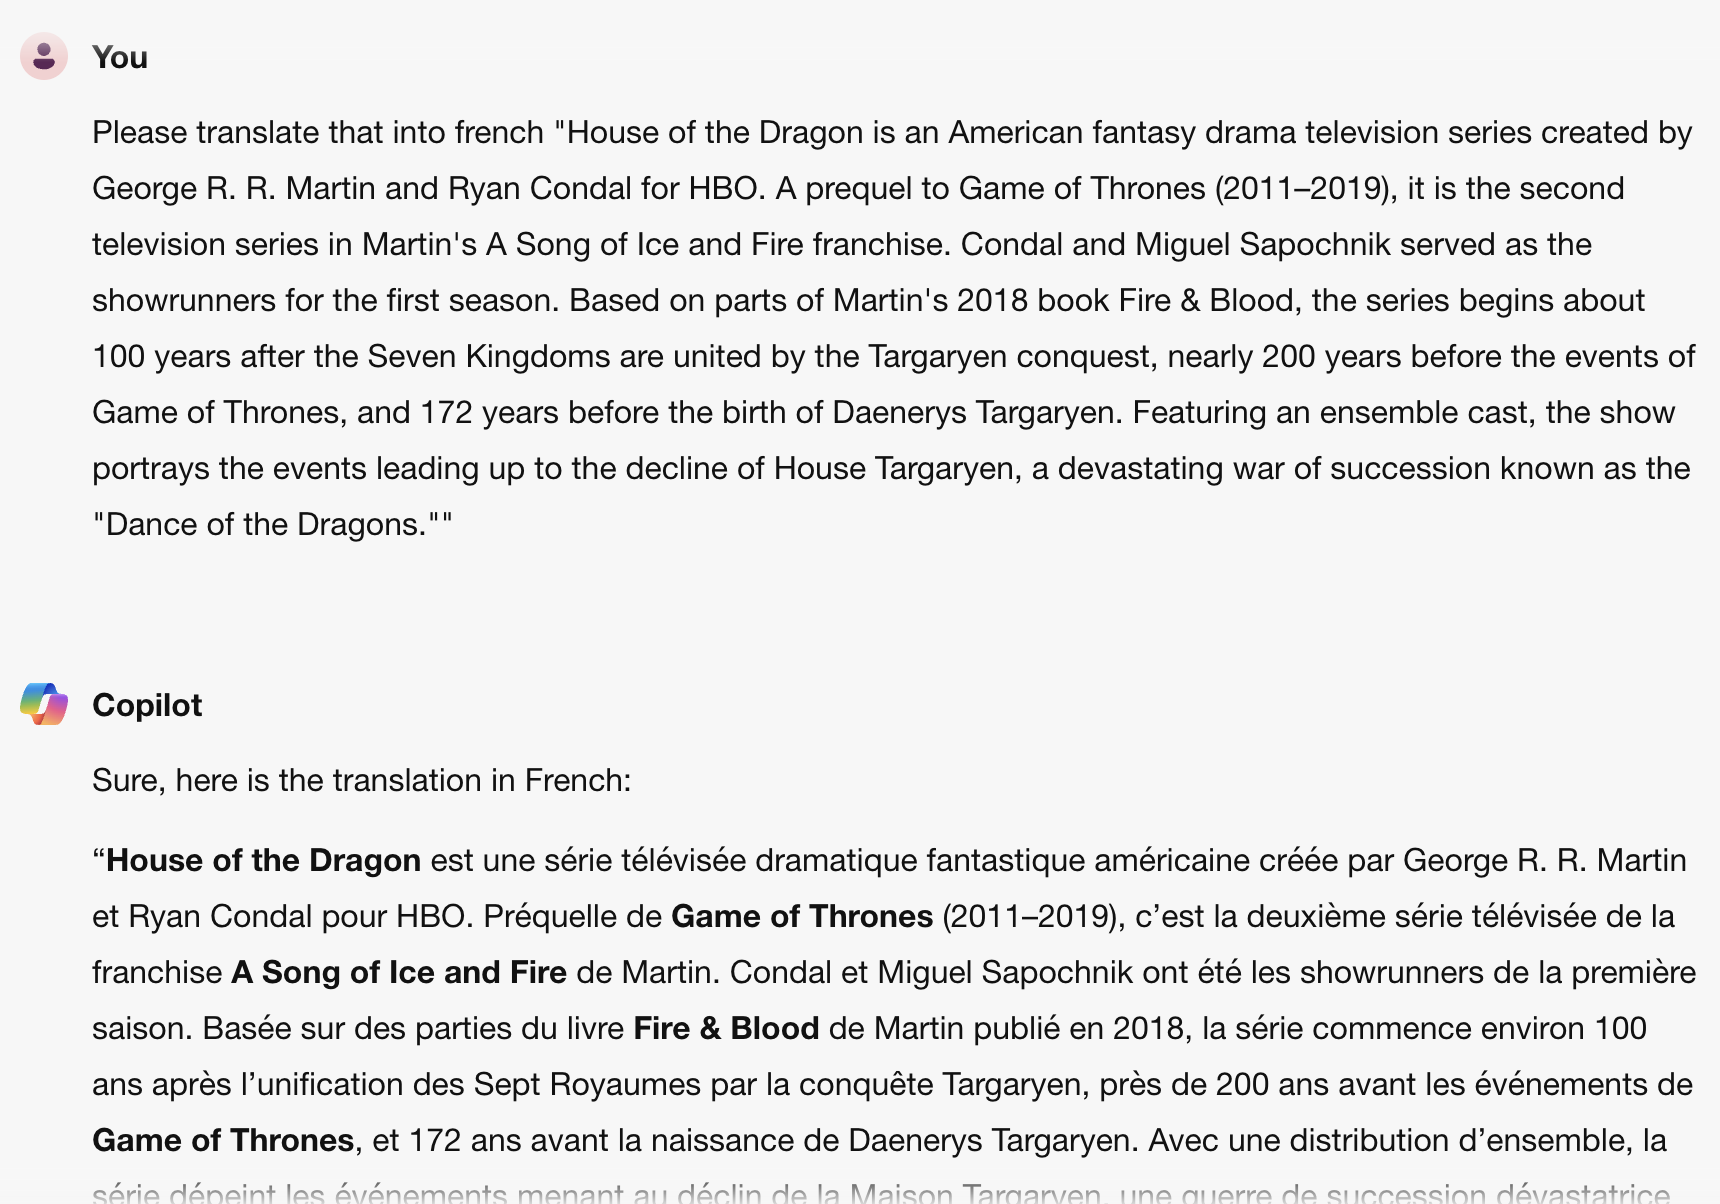 You
Please translate that into french "House of the Dragon is an American fantasy drama television series created by
George R. R. Martin and Ryan Condal for HBO. A prequel to Game of Thrones (2011–2019), it is the second
television series in Martin's A Song of Ice and Fire franchise. Condal and Miguel Sapochnik served as the
showrunners for the first season. Based on parts of Martin's 2018 book Fire & Blood, the series begins about
100 years after the Seven Kingdoms are united by the Targaryen conquest, nearly 200 years before the events of
Game of Thrones, and 172 years before the birth of Daenerys Targaryen. Featuring an ensemble cast, the show
portrays the events leading up to the decline of House Targaryen, a devastating war of succession known as the
"Dance of the Dragons.""
Copilot
Sure, here is the translation in French:
“House of the Dragon est une série télévisée dramatique fantastique américaine créée par George R. R. Martin
et Ryan Condal pour HBO. Préquelle de Game of Thrones (2011–2019), c’est la deuxième série télévisée de la
franchise A Song of Ice and Fire de Martin. Condal et Miguel Sapochnik ont été les showrunners de la première
saison. Basée sur des parties du livre Fire & Blood de Martin publié en 2018, la série commence environ 100
ans après l’unification des Sept Royaumes par la conquête Targaryen, près de 200 ans avant les événements de
Game of Thrones, et 172 ans avant la naissance de Daenerys Targaryen. Avec une distribution d’ensemble, la
série dépeint les événements menant au déclin de la Maison Targaryen, une guerre de succession dévastatrice